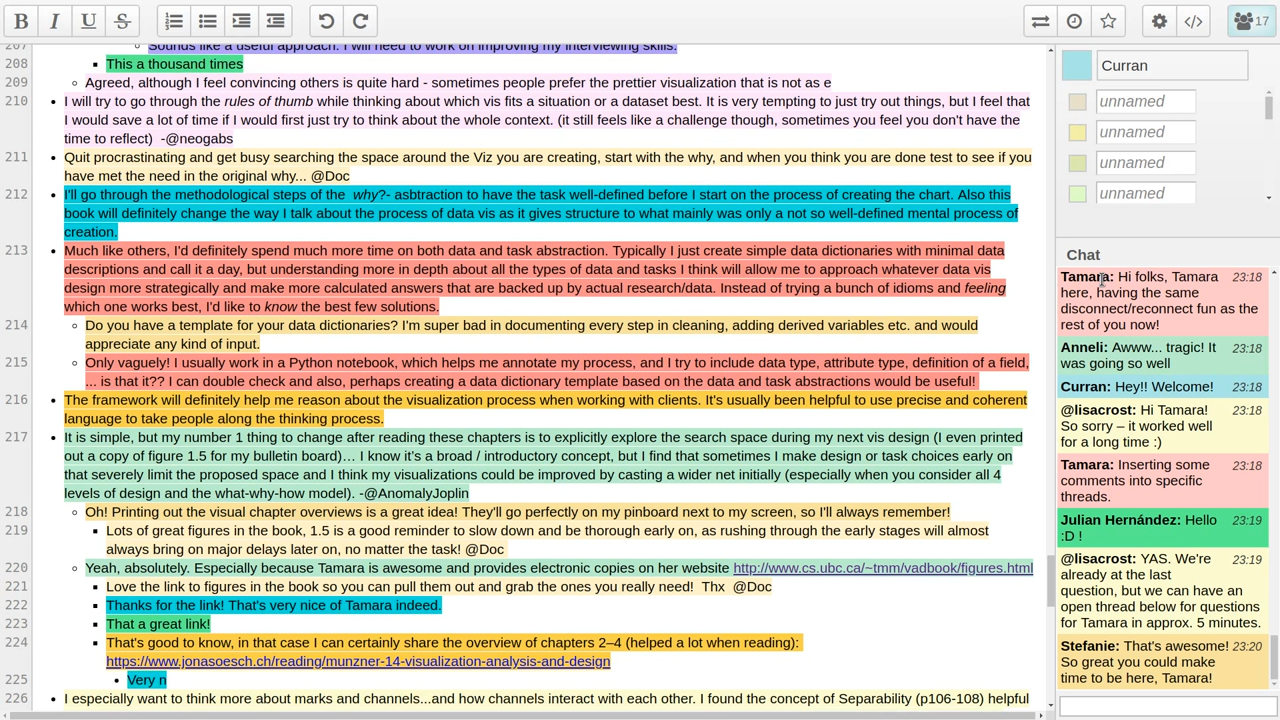 B I U S
17
207 Sounds like a useful approach. I will need to work on improving my interviewing skills.
208 This a thousand times
209 Agreed, although I feel convincing others is quite hard - sometimes people prefer the prettier visualization that is not as e
210 I will try to go through the rules of thumb while thinking about which vis fits a situation or a dataset best. It is very tempting to just try out things, but I feel that
I would save a lot of time if I would first just try to think about the whole context. (it still feels like a challenge though, sometimes you feel you don't have the
time to reflect) -@neogabs
211 Quit procrastinating and get busy searching the space around the Viz you are creating, start with the why, and when you think you are done test to see if you
have met the need in the original why... @Doc
212 I'll go through the methodological steps of the why?- asbtraction to have the task well-defined before I start on the process of creating the chart. Also this
book will definitely change the way I talk about the process of data vis as it gives structure to what mainly was only a not so well-defined mental process of
creation.
213 Much like others, I'd definitely spend much more time on both data and task abstraction. Typically I just create simple data dictionaries with minimal data
descriptions and call it a day, but understanding more in depth about all the types of data and tasks I think will allow me to approach whatever data vis
design more strategically and make more calculated answers that are backed up by actual research/data. Instead of trying a bunch of idioms and feeling
which one works best, I'd like to know the best few solutions.
214 Do you have a template for your data dictionaries? I'm super bad in documenting every step in cleaning, adding derived variables etc. and would
appreciate any kind of input.
215 Only vaguely! I usually work in a Python notebook, which helps me annotate my process, and I try to include data type, attribute type, definition of a field,
... is that it?? I can double check and also, perhaps creating a data dictionary template based on the data and task abstractions would be useful!
216 The framework will definitely help me reason about the visualization process when working with clients. It's usually been helpful to use precise and coherent
language to take people along the thinking process.
217 It is simple, but my number 1 thing to change after reading these chapters is to explicitly explore the search space during my next vis design (I even printed
out a copy of figure 1.5 for my bulletin board)… I know it's a broad / introductory concept, but I find that sometimes I make design or task choices early on
that severely limit the proposed space and I think my visualizations could be improved by casting a wider net initially (especially when you consider all 4
levels of design and the what-why-how model). -@AnomalyJoplin
218 Oh! Printing out the visual chapter overviews is a great idea! They'll go perfectly on my pinboard next to my screen, so I'll always remember!
219 Lots of great figures in the book, 1.5 is a good reminder to slow down and be thorough early on, as rushing through the early stages will almost
always bring on major delays later on, no matter the task! @Doc
220 Yeah, absolutely. Especially because Tamara is awesome and provides electronic copies on her website http://www.cs.ubc.ca/~tmm/vadbook/figures.html
221 Love the link to figures in the book so you can pull them out and grab the ones you really need! Thx @Doc
222 Thanks for the link! That's very nice of Tamara indeed.
223 That a great link!
224 That's good to know, in that case I can certainly share the overview of chapters 2–4 (helped a lot when reading):
https://www.jonasoesch.ch/reading/munzner-14-visualization-analysis-and-design
225 Very n
226 I especially want to think more about marks and channels...and how channels interact with each other. I found the concept of Separability (p106-108) helpful
Curran
unnamed
unnamed
unnamed
unnamed
Chat
Tamara: Hi folks, Tamara 23:18
here, having the same
disconnect/reconnect fun as the
rest of you now!
Anneli: Awww... tragic! It 23:18
was going so well
Curran: Hey!! Welcome! 23:18
@lisacrost: Hi Tamara! 23:18
So sorry – it worked well
for a long time :)
Tamara: Inserting some 23:18
comments into specific
threads.
Julian Hernández: Hello 23:19
:D !
@lisacrost: YAS. We're 23:19
already at the last
question, but we can have an
open thread below for questions
for Tamara in approx. 5 minutes.
Stefanie: That's awesome! 23:20
So great you could make
time to be here, Tamara!